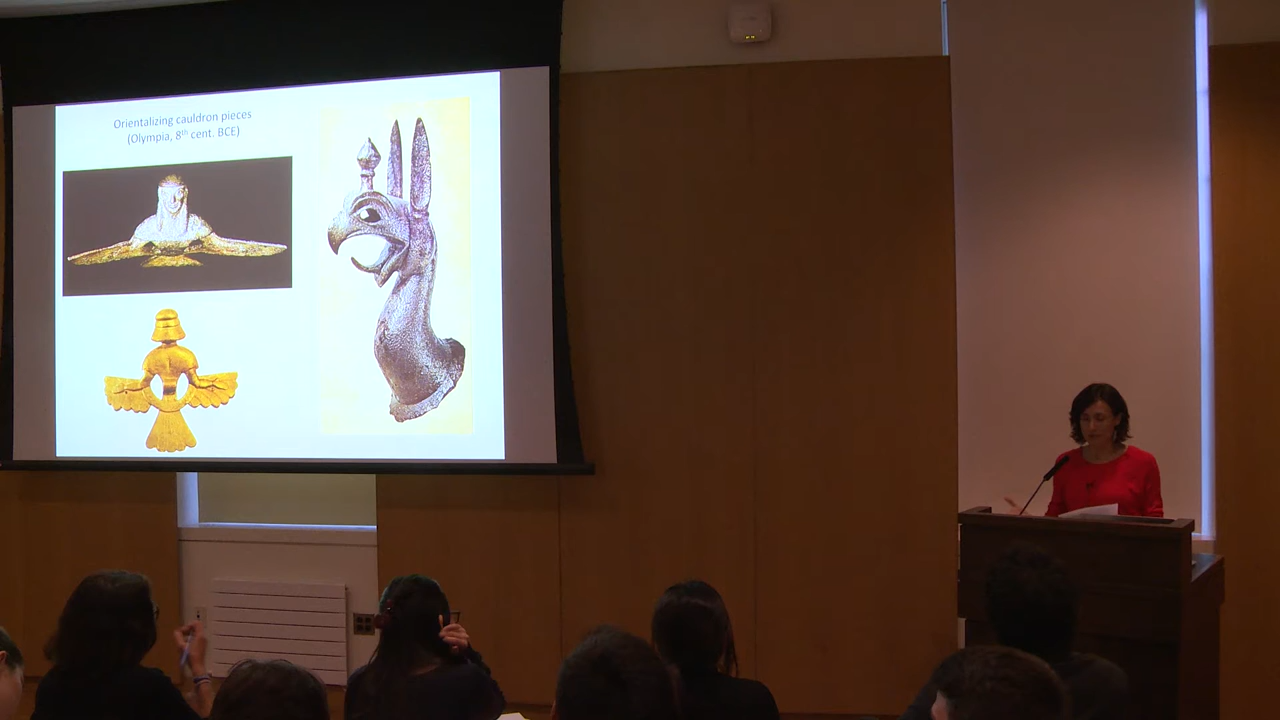 Orientalizing cauldron pieces
(Olympia, 8th cent. BCE)